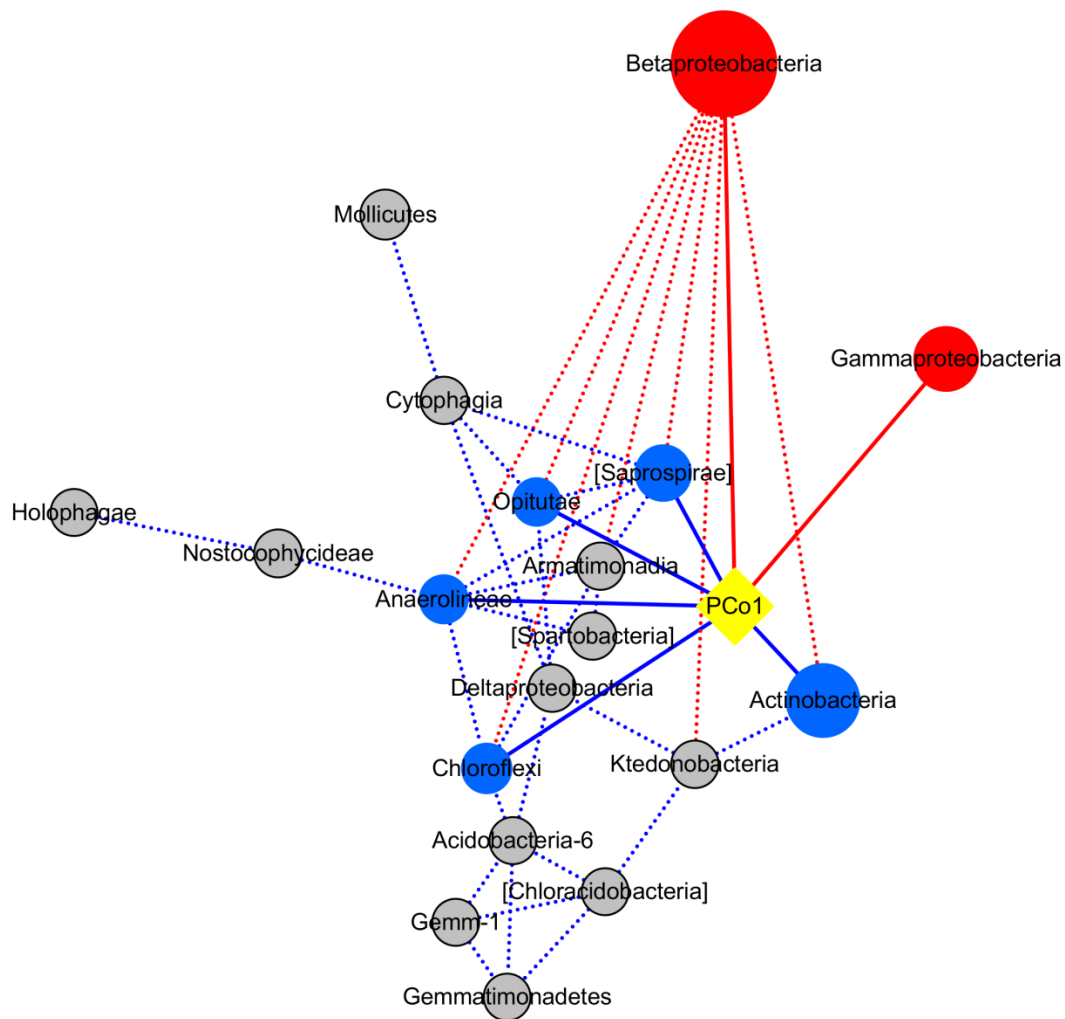 Betaproteobacteria
Mollicutes
Gammaproteobacteria
Cytophagia
[Saprospirae]
Opitutae
Holophagae
Nostocophycideae
Armatimonadia
Anaerolineae
PCo1
[Spartobacteria]
Deltaproteobacteria
Actinobacteria
Chloroflexi
Ktedonobacteria
Acidobacteria-6
[Chloracidobacteria]
Gemm-1
Gemmatimonadetes